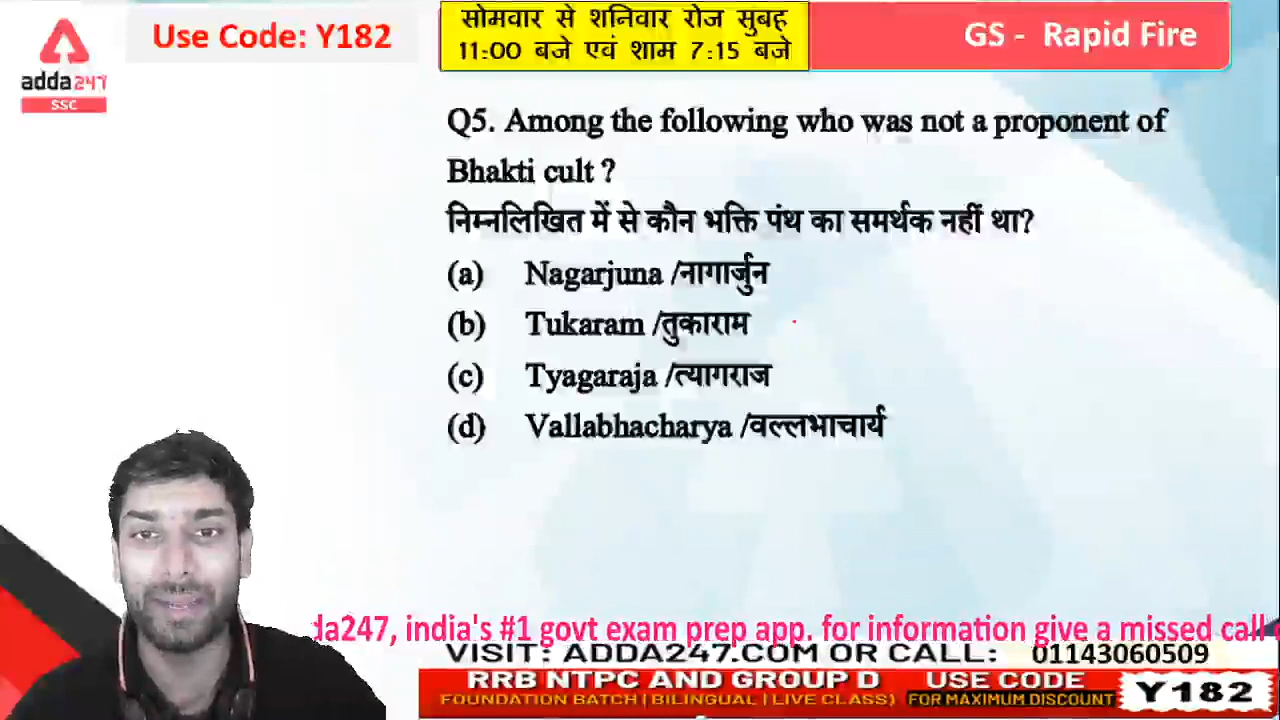 adda247
SSC
Use Code: Y182
सोमवार से शनिवार रोज सुबह
11:00 बजे एवं शाम 7:15 बजे
GS - Rapid Fire
Q5. Among the following who was not a proponent of
Bhakti cult ?
निम्नलिखित में से कौन भक्ति पंथ का समर्थक नहीं था?
(a) Nagarjuna /नागार्जुन
(b) Tukaram /तुकाराम
(c) Tyagaraja /त्यागराज
(d) Vallabhacharya /वल्लभाचार्य
da247, india's #1 govt exam prep app. for information give a missed call
VISIT: ADDA247.COM OR CALL: 01143060509
RRB NTPC AND GROUP D USE CODE
FOUNDATION BATCH | BILINGUAL | LIVE CLASS) FOR MAXIMUM DISCOUNT
Y182